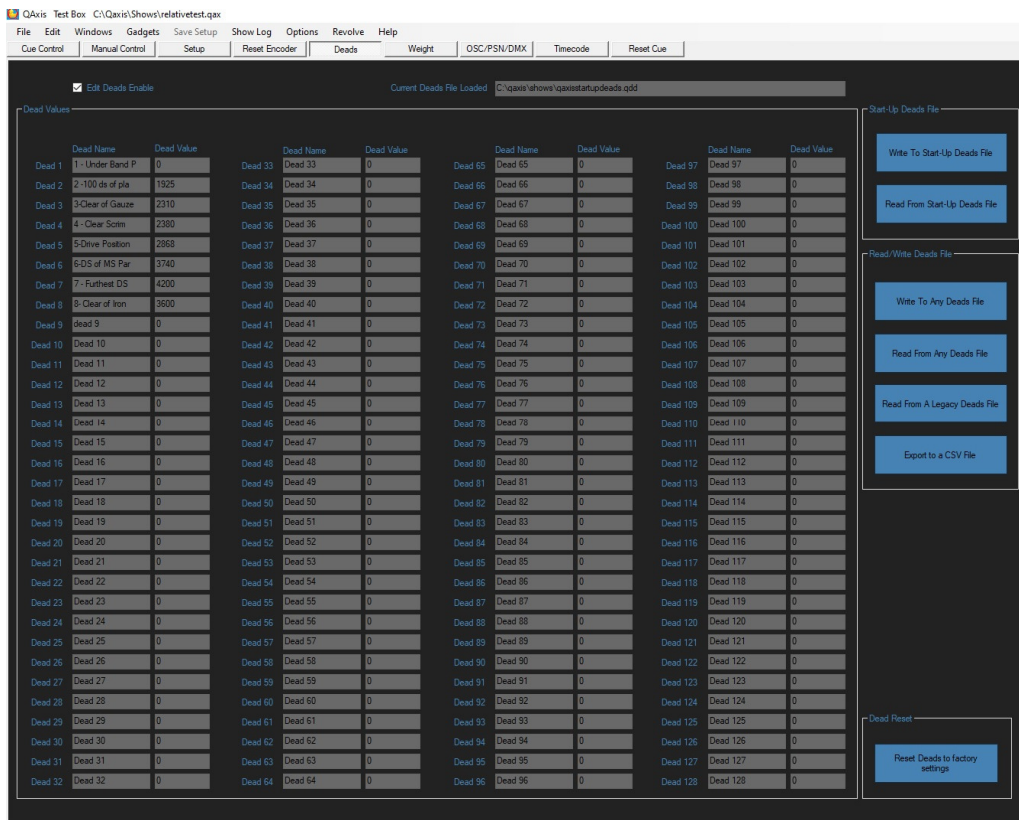 QAxis Test Box C:\Qaxis\Shows\relativetest.qax
File Edit Windows Gadgets Save Setup Show Log Options Revolve Help
Cue Control Manual Control Setup Reset Encoder Deads Weight OSC/PSN/DMX Timecode Reset Cue
Edit Deads Enable Current Deads File Loaded C:\qaxis\shows\qaxisstartupdeads.qdd
Dead Values
Dead Name Dead Value Dead Name Dead Value Dead Name Dead Value Dead Name Dead Value
Dead 1 1 - Under Band P 0 Dead 33 Dead 33 0 Dead 65 Dead 65 0 Dead 97 Dead 97 0
Dead 2 2 -100 ds of pla 1925 Dead 34 Dead 34 0 Dead 66 Dead 66 0 Dead 98 Dead 98 0
Dead 3 3-Clear of Gauze 2310 Dead 35 Dead 35 0 Dead 67 Dead 67 0 Dead 99 Dead 99 0
Dead 4 4 - Clear Scrim 2380 Dead 36 Dead 36 0 Dead 68 Dead 68 0 Dead 100 Dead 100 0
Dead 5 5-Drive Position 2868 Dead 37 Dead 37 0 Dead 69 Dead 69 0 Dead 101 Dead 101 0
Dead 6 6-DS of MS Par 3740 Dead 38 Dead 38 0 Dead 70 Dead 70 0 Dead 102 Dead 102 0
Dead 7 7 - Furthest DS 4200 Dead 39 Dead 39 0 Dead 71 Dead 71 0 Dead 103 Dead 103 0
Dead 8 8- Clear of Iron 3600 Dead 40 Dead 40 0 Dead 72 Dead 72 0 Dead 104 Dead 104 0
Dead 9 dead 9 0 Dead 41 Dead 41 0 Dead 73 Dead 73 0 Dead 105 Dead 105 0
Dead 10 Dead 10 0 Dead 42 Dead 42 0 Dead 74 Dead 74 0 Dead 106 Dead 106 0
Dead 11 Dead 11 0 Dead 43 Dead 43 0 Dead 75 Dead 75 0 Dead 107 Dead 107 0
Dead 12 Dead 12 0 Dead 44 Dead 44 0 Dead 76 Dead 76 0 Dead 108 Dead 108 0
Dead 13 Dead 13 0 Dead 45 Dead 45 0 Dead 77 Dead 77 0 Dead 109 Dead 109 0
Dead 14 Dead 14 0 Dead 46 Dead 46 0 Dead 78 Dead 78 0 Dead 110 Dead 110 0
Dead 15 Dead 15 0 Dead 47 Dead 47 0 Dead 79 Dead 79 0 Dead 111 Dead 111 0
Dead 16 Dead 16 0 Dead 48 Dead 48 0 Dead 80 Dead 80 0 Dead 112 Dead 112 0
Dead 17 Dead 17 0 Dead 49 Dead 49 0 Dead 81 Dead 81 0 Dead 113 Dead 113 0
Dead 18 Dead 18 0 Dead 50 Dead 50 0 Dead 82 Dead 82 0 Dead 114 Dead 114 0
Dead 19 Dead 19 0 Dead 51 Dead 51 0 Dead 83 Dead 83 0 Dead 115 Dead 115 0
Dead 20 Dead 20 0 Dead 52 Dead 52 0 Dead 84 Dead 84 0 Dead 116 Dead 116 0
Dead 21 Dead 21 0 Dead 53 Dead 53 0 Dead 85 Dead 85 0 Dead 117 Dead 117 0
Dead 22 Dead 22 0 Dead 54 Dead 54 0 Dead 86 Dead 86 0 Dead 118 Dead 118 0
Dead 23 Dead 23 0 Dead 55 Dead 55 0 Dead 87 Dead 87 0 Dead 119 Dead 119 0
Dead 24 Dead 24 0 Dead 56 Dead 56 0 Dead 88 Dead 88 0 Dead 120 Dead 120 0
Dead 25 Dead 25 0 Dead 57 Dead 57 0 Dead 89 Dead 89 0 Dead 121 Dead 121 0
Dead 26 Dead 26 0 Dead 58 Dead 58 0 Dead 90 Dead 90 0 Dead 122 Dead 122 0
Dead 27 Dead 27 0 Dead 59 Dead 59 0 Dead 91 Dead 91 0 Dead 123 Dead 123 0
Dead 28 Dead 28 0 Dead 60 Dead 60 0 Dead 92 Dead 92 0 Dead 124 Dead 124 0
Dead 29 Dead 29 0 Dead 61 Dead 61 0 Dead 93 Dead 93 0 Dead 125 Dead 125 0
Dead 30 Dead 30 0 Dead 62 Dead 62 0 Dead 94 Dead 94 0 Dead 126 Dead 126 0
Dead 31 Dead 31 0 Dead 63 Dead 63 0 Dead 95 Dead 95 0 Dead 127 Dead 127 0
Dead 32 Dead 32 0 Dead 64 Dead 64 0 Dead 96 Dead 96 0 Dead 128 Dead 128 0
Start-Up Deads File
Write To Start-Up Deads File
Read From Start-Up Deads File
Read/Write Deads File
Write To Any Deads File
Read From Any Deads File
Read From A Legacy Deads File
Export to a CSV File
Dead Reset
Reset Deads to factory
settings